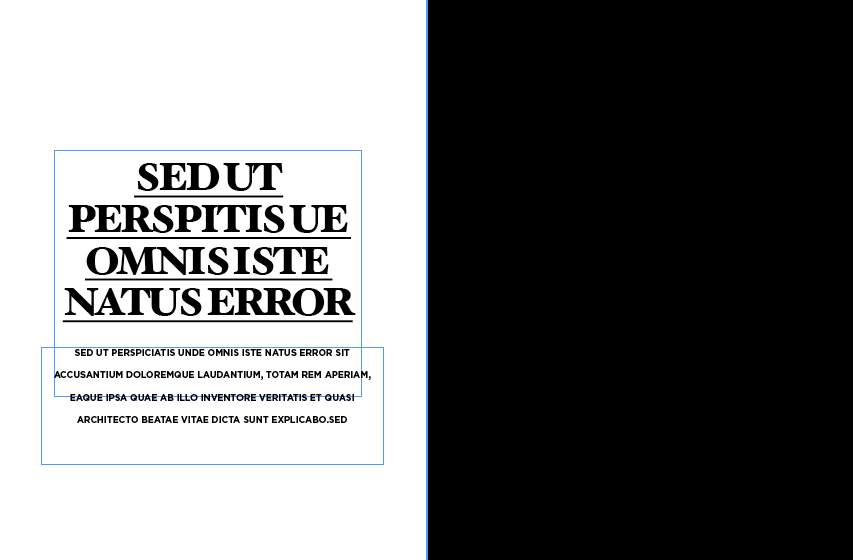 SED UT
PERSPITIS UE
OMNIS ISTE
NATUS ERROR
SED UT PERSPICIATIS UNDE OMNIS ISTE NATUS ERROR SIT
ACCUSANTIUM DOLOREMQUE LAUDANTIUM, TOTAM REM APERIAM,
EAQUE IPSA QUAE AB ILLO INVENTORE VERITATIS ET QUASI
ARCHITECTO BEATAE VITAE DICTA SUNT EXPLICABO.SED